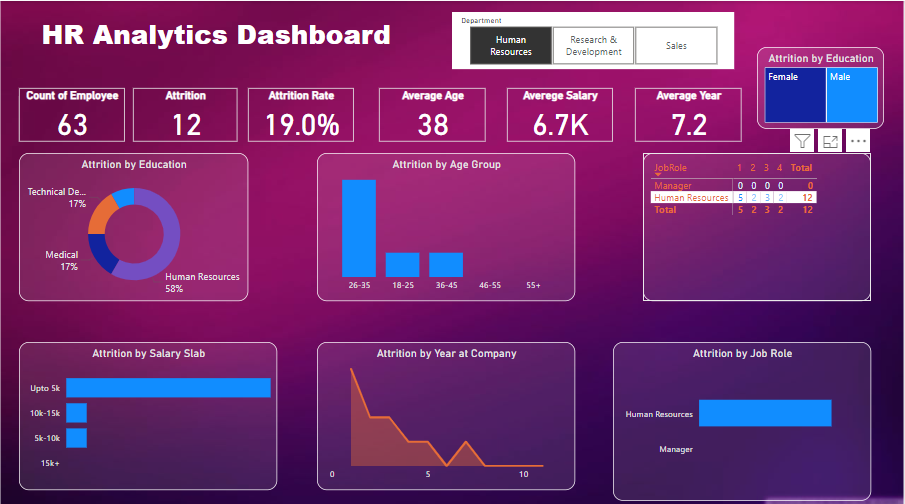 HR Analytics Dashboard
Department
Human Resources
Research & Development
Sales
Attrition by Education
Female
Male
Count of Employee
63
Attrition
12
Attrition Rate
19.0%
Average Age
38
Averege Salary
6.7K
Average Year
7.2
Attrition by Education
Technical De...
17%
Medical
17%
Human Resources
58%
Attrition by Age Group
26-35 18-25 36-45 46-55 55+
JobRole 1 2 3 4 Total
Manager 0 0 0 0 0
Human Resources 5 2 3 2 12
Total 5 2 3 2 12
Attrition by Salary Slab
Upto 5k
10k-15k
5k-10k
15k+
Attrition by Year at Company
0 5 10
Attrition by Job Role
Human Resources
Manager